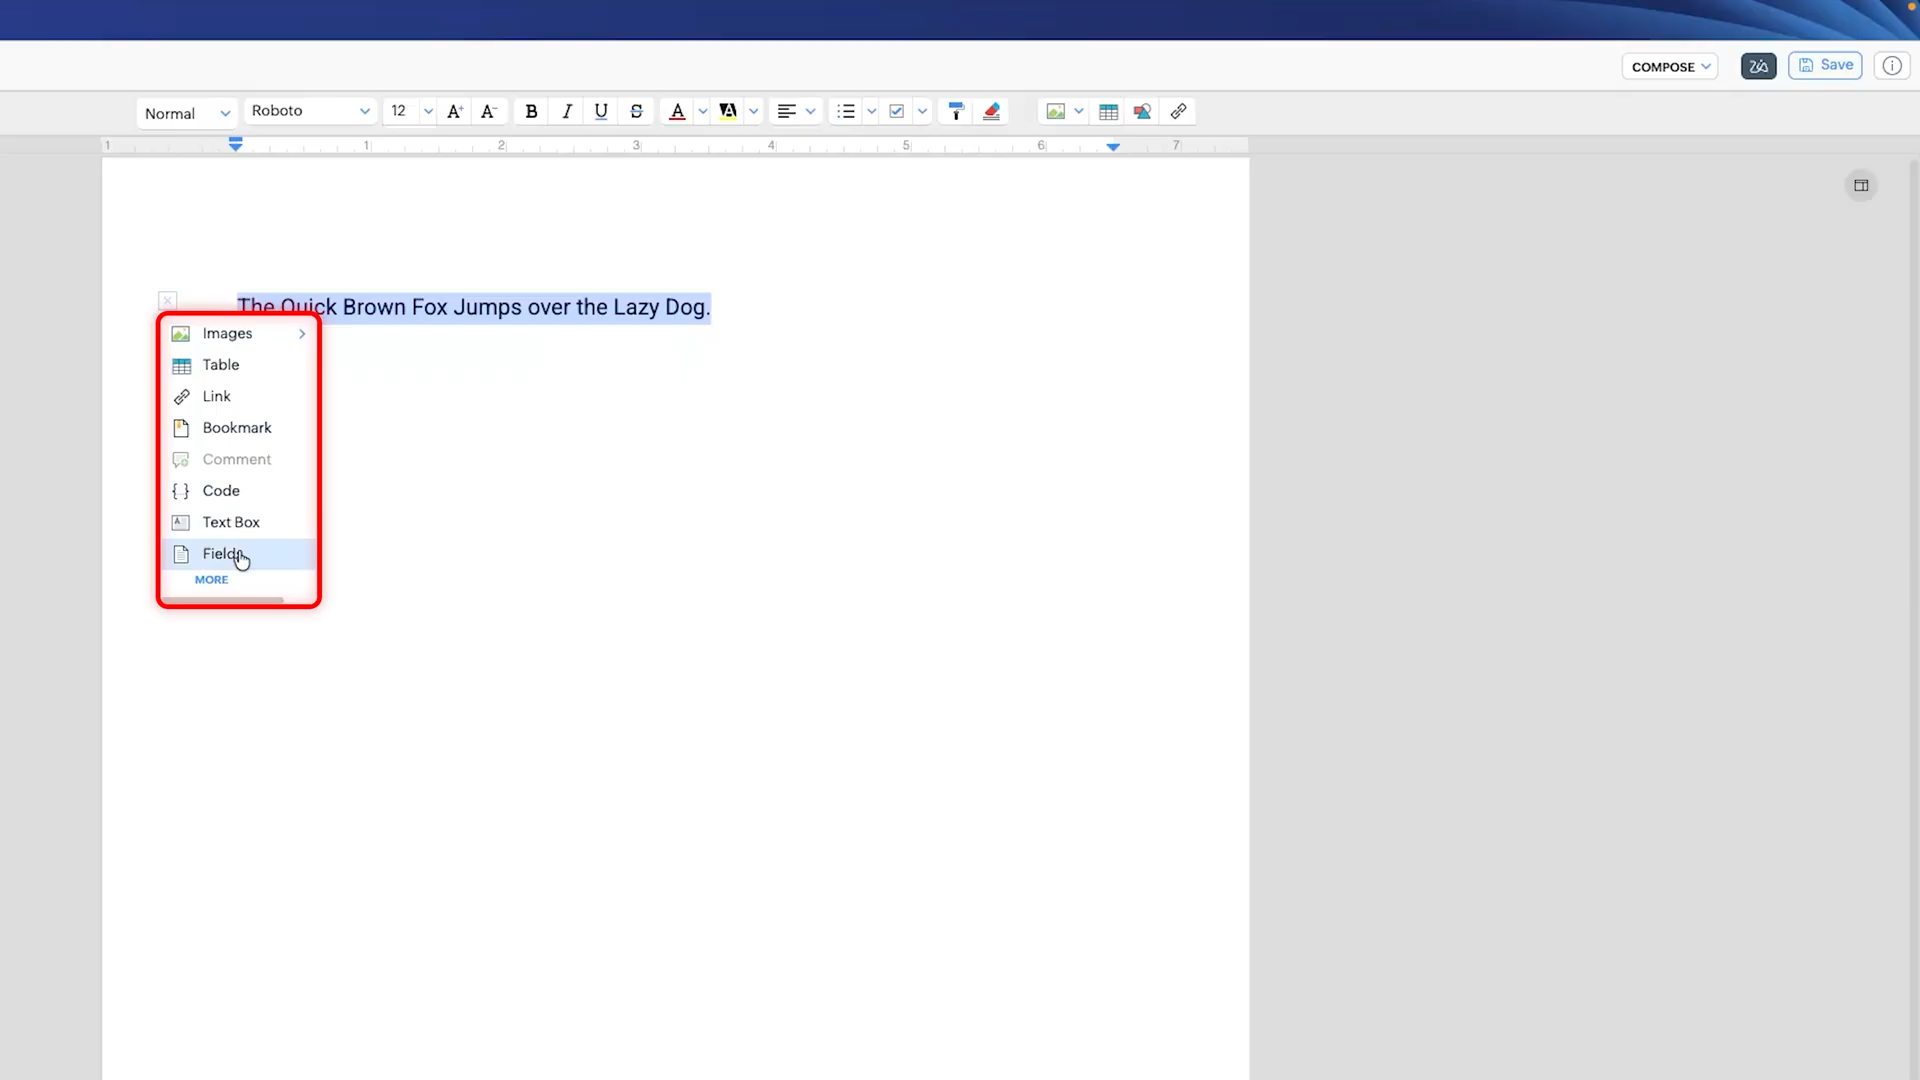 COMPOSE
Save
Normal
Roboto
12
B I U S A A
1 1 2 3 4 5 6 7
The Quick Brown Fox Jumps over the Lazy Dog.
Images
Table
Link
Bookmark
Comment
Code
Text Box
Fields
MORE